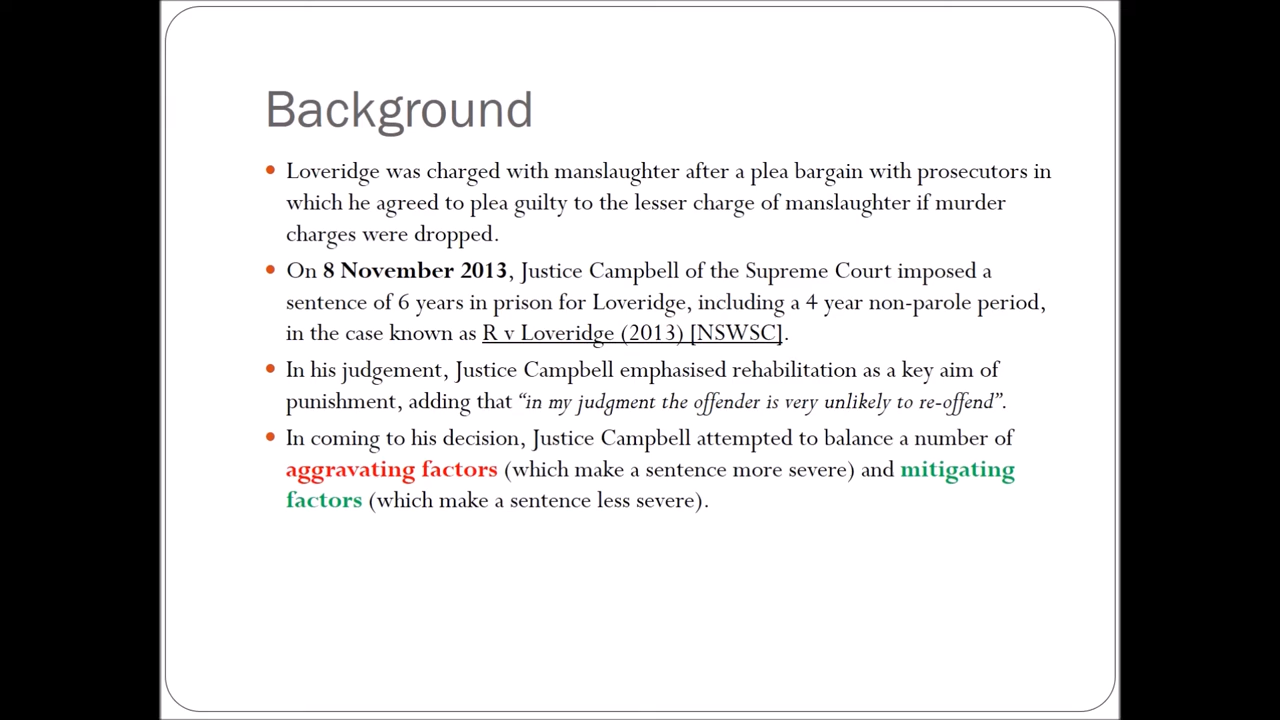 Background
• Loveridge was charged with manslaughter after a plea bargain with prosecutors in
which he agreed to plea guilty to the lesser charge of manslaughter if murder
charges were dropped.
• On 8 November 2013, Justice Campbell of the Supreme Court imposed a
sentence of 6 years in prison for Loveridge, including a 4 year non-parole period,
in the case known as R v Loveridge (2013) [NSWSC].
• In his judgement, Justice Campbell emphasised rehabilitation as a key aim of
punishment, adding that “in my judgment the offender is very unlikely to re-offend”.
• In coming to his decision, Justice Campbell attempted to balance a number of
aggravating factors (which make a sentence more severe) and mitigating
factors (which make a sentence less severe).